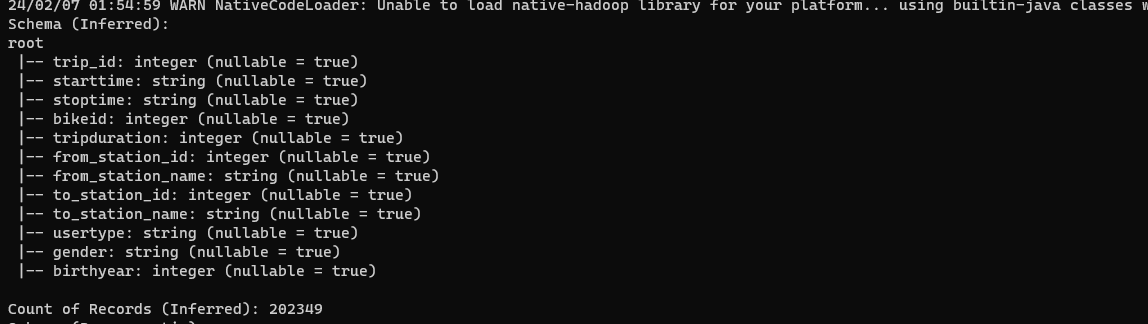 24/02/07 01:54:59 WARN NativeCodeLoader: Unable to load native-hadoop library for your platform... using builtin-java classes w
Schema (Inferred):
root
 |-- trip_id: integer (nullable = true)
 |-- starttime: string (nullable = true)
 |-- stoptime: string (nullable = true)
 |-- bikeid: integer (nullable = true)
 |-- tripduration: integer (nullable = true)
 |-- from_station_id: integer (nullable = true)
 |-- from_station_name: string (nullable = true)
 |-- to_station_id: integer (nullable = true)
 |-- to_station_name: string (nullable = true)
 |-- usertype: string (nullable = true)
 |-- gender: string (nullable = true)
 |-- birthyear: integer (nullable = true)
Count of Records (Inferred): 202349